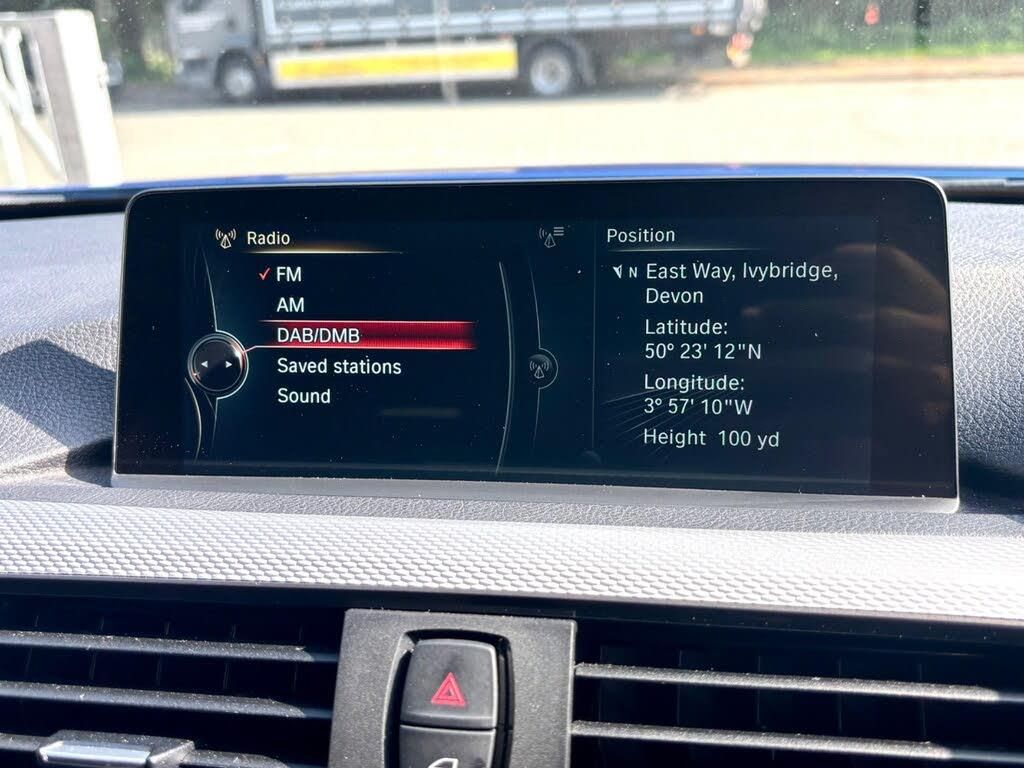 Radio
✓ FM
AM
DAB/DMB
Saved stations
Sound
Position
N East Way, Ivybridge,
Devon
Latitude:
50° 23' 12"N
Longitude:
3° 57' 10"W
Height 100 yd